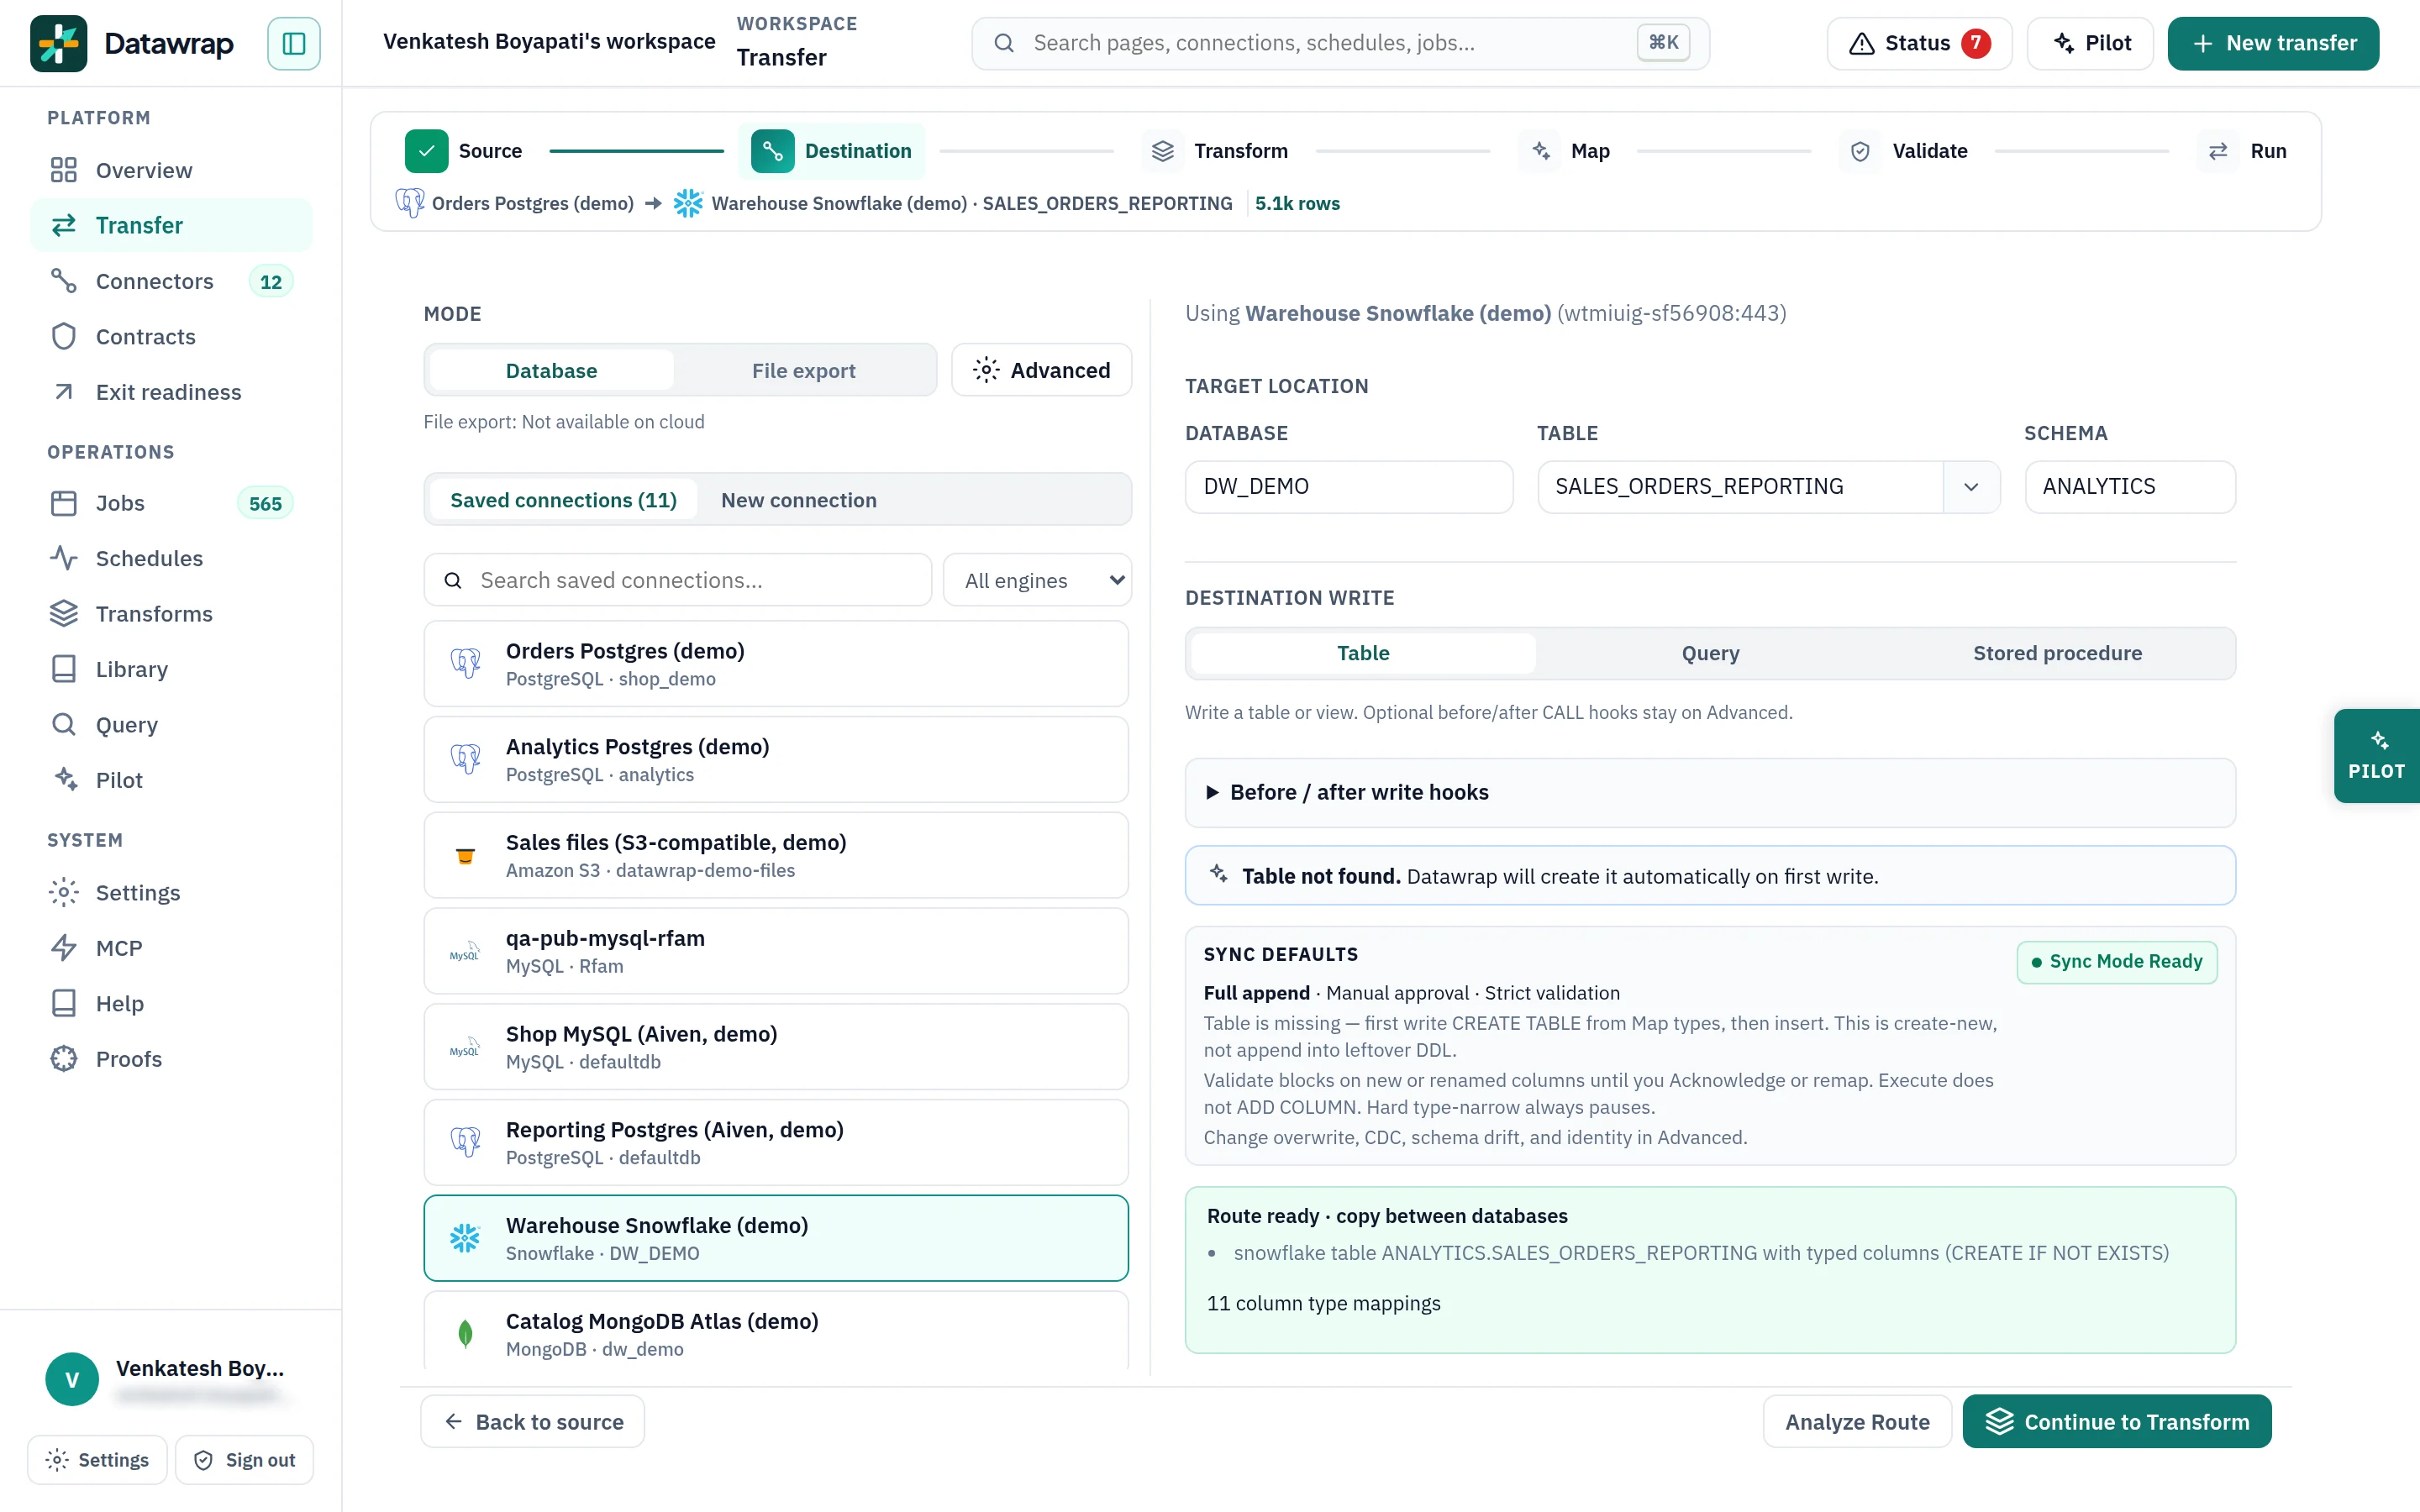 Datawrap
Venkatesh Boyapati's workspace
WORKSPACE
Transfer
Search pages, connections, schedules, jobs...
⌘K
Status 7
Pilot
New transfer
PLATFORM
Overview
Transfer
Connectors 12
Contracts
Exit readiness
OPERATIONS
Jobs 565
Schedules
Transforms
Library
Query
Pilot
SYSTEM
Settings
MCP
Help
Proofs
V
Venkatesh Boy...
Settings
Sign out
Source
Destination
Transform
Map
Validate
Run
Orders Postgres (demo) → Warehouse Snowflake (demo) · SALES_ORDERS_REPORTING 5.1k rows
MODE
Database
File export
Advanced
File export: Not available on cloud
Saved connections (11)
New connection
Search saved connections...
All engines
Orders Postgres (demo)
PostgreSQL · shop_demo
Analytics Postgres (demo)
PostgreSQL · analytics
Sales files (S3-compatible, demo)
Amazon S3 · datawrap-demo-files
MySQL
qa-pub-mysql-rfam
MySQL · Rfam
MySQL
Shop MySQL (Aiven, demo)
MySQL · defaultdb
Reporting Postgres (Aiven, demo)
PostgreSQL · defaultdb
Warehouse Snowflake (demo)
Snowflake · DW_DEMO
Catalog MongoDB Atlas (demo)
MongoDB · dw_demo
Using Warehouse Snowflake (demo) (wtmiuig-sf56908:443)
TARGET LOCATION
DATABASE
TABLE
SCHEMA
DW_DEMO
SALES_ORDERS_REPORTING
ANALYTICS
DESTINATION WRITE
Table
Query
Stored procedure
Write a table or view. Optional before/after CALL hooks stay on Advanced.
Before / after write hooks
Table not found. Datawrap will create it automatically on first write.
SYNC DEFAULTS
Sync Mode Ready
Full append · Manual approval · Strict validation
Table is missing — first write CREATE TABLE from Map types, then insert. This is create-new,
not append into leftover DDL.
Validate blocks on new or renamed columns until you Acknowledge or remap. Execute does
not ADD COLUMN. Hard type-narrow always pauses.
Change overwrite, CDC, schema drift, and identity in Advanced.
Route ready · copy between databases
• snowflake table ANALYTICS.SALES_ORDERS_REPORTING with typed columns (CREATE IF NOT EXISTS)
11 column type mappings
Back to source
Analyze Route
Continue to Transform
PILOT